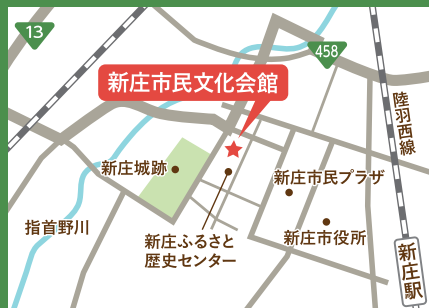 13
458
新庄市民文化会館
陸羽西線
新庄城跡
新庄市民プラザ
指首野川
新庄ふるさと
歴史センター
新庄市役所
新庄駅